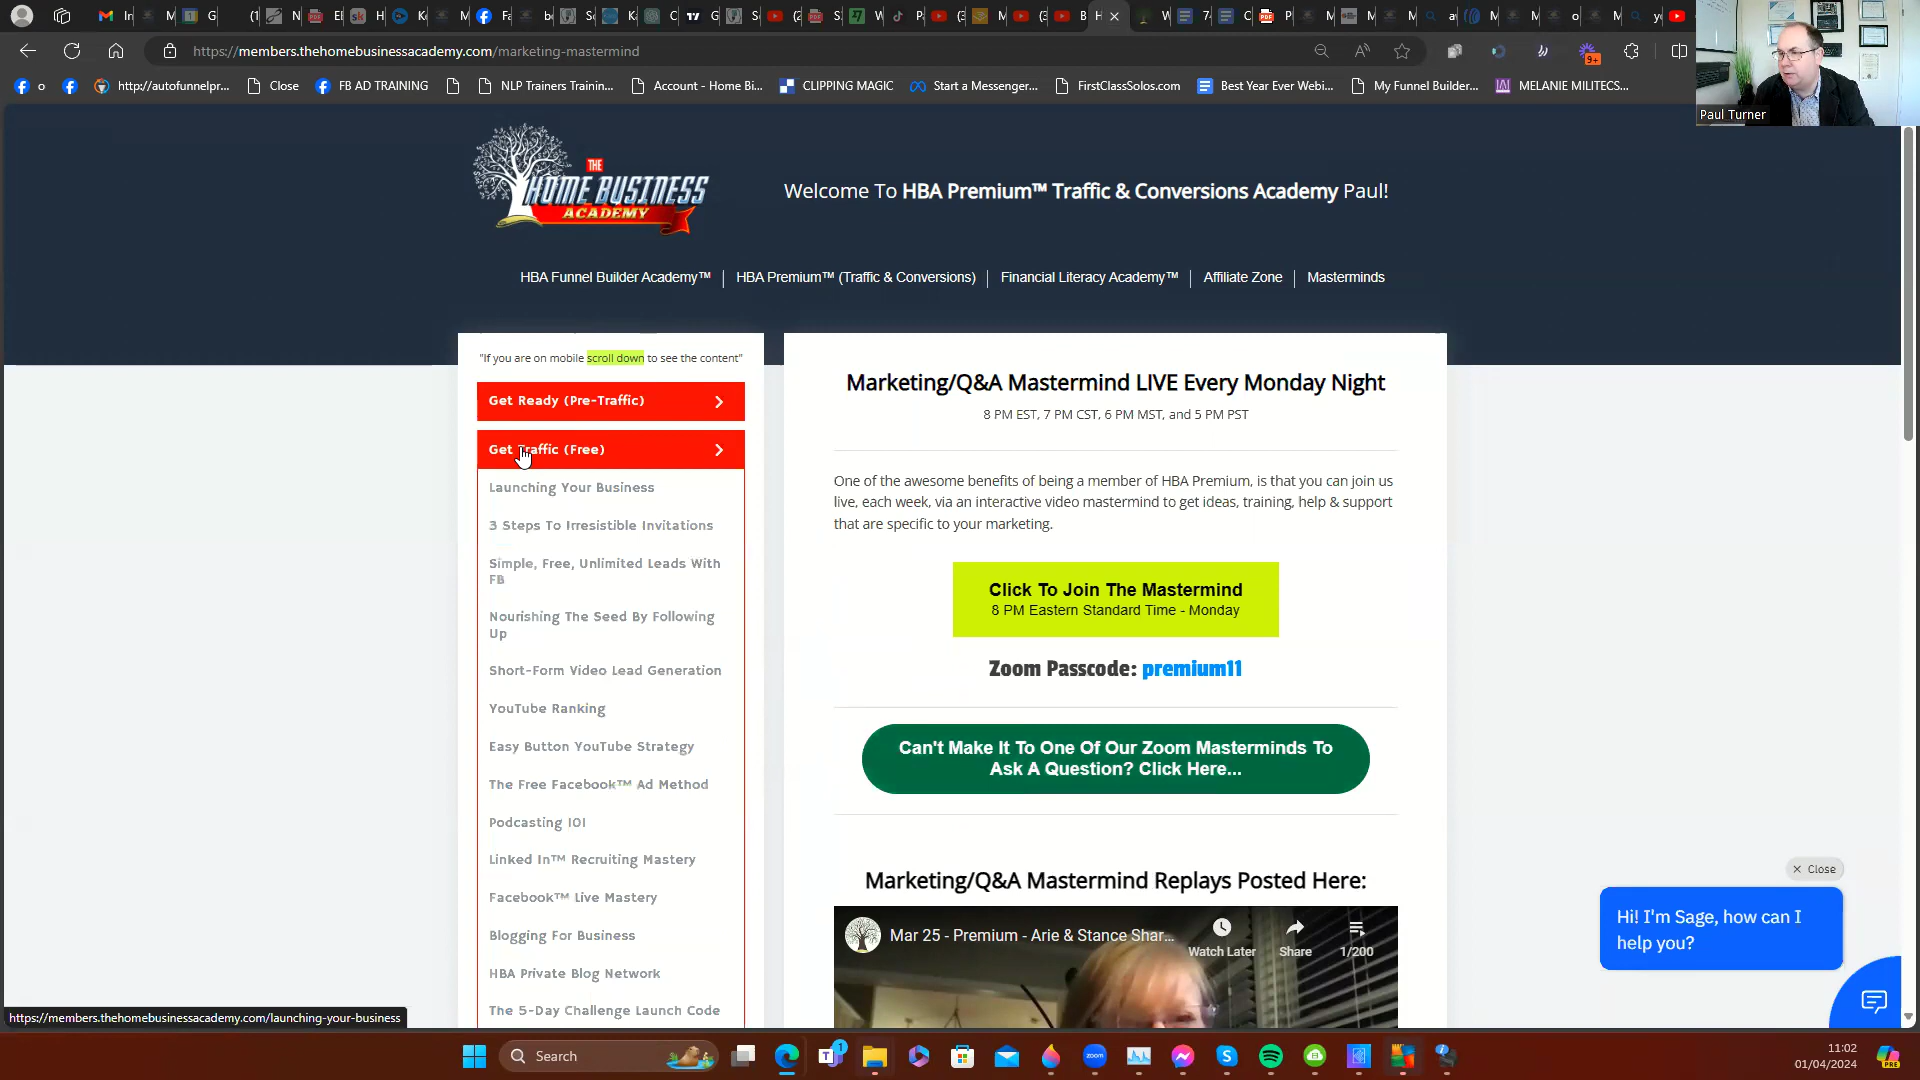 https://members.thehomebusinessacademy.com/marketing-mastermind
9+
o
http://autofunnelpr...
Close
FB AD TRAINING
NLP Trainers Trainin...
Account - Home Bi...
CLIPPING MAGIC
Start a Messenger...
FirstClassSolos.com
Best Year Ever Webi...
My Funnel Builder...
MELANIE MILITECS...
Paul Turner
THE
HOME BUSINESS
ACADEMY
Welcome To HBA Premium™ Traffic & Conversions Academy Paul!
HBA Funnel Builder Academy™
HBA Premium™ (Traffic & Conversions)
Financial Literacy Academy™
Affiliate Zone
Masterminds
"If you are on mobile scroll down to see the content"
Get Ready (Pre-Traffic)
Get Traffic (Free)
Launching Your Business
3 Steps To Irresistible Invitations
Simple, Free, Unlimited Leads With
FB
Nourishing The Seed By Following
Up
Short-Form Video Lead Generation
YouTube Ranking
Easy Button YouTube Strategy
The Free Facebook™ Ad Method
Podcasting 101
Linked In™ Recruiting Mastery
Facebook™ Live Mastery
Blogging For Business
HBA Private Blog Network
The 5-Day Challenge Launch Code
Marketing/Q&A Mastermind LIVE Every Monday Night
8 PM EST, 7 PM CST, 6 PM MST, and 5 PM PST
One of the awesome benefits of being a member of HBA Premium, is that you can join us
live, each week, via an interactive video mastermind to get ideas, training, help & support
that are specific to your marketing.
Click To Join The Mastermind
8 PM Eastern Standard Time - Monday
Zoom Passcode: premium11
Can't Make It To One Of Our Zoom Masterminds To
Ask A Question? Click Here...
Marketing/Q&A Mastermind Replays Posted Here:
Mar 25 - Premium - Arie & Stance Shar...
Watch Later
Share
1/200
Close
Hi! I'm Sage, how can I
help you?
https://members.thehomebusinessacademy.com/launching-your-business
Search
1
zoom
11:02
01/04/2024